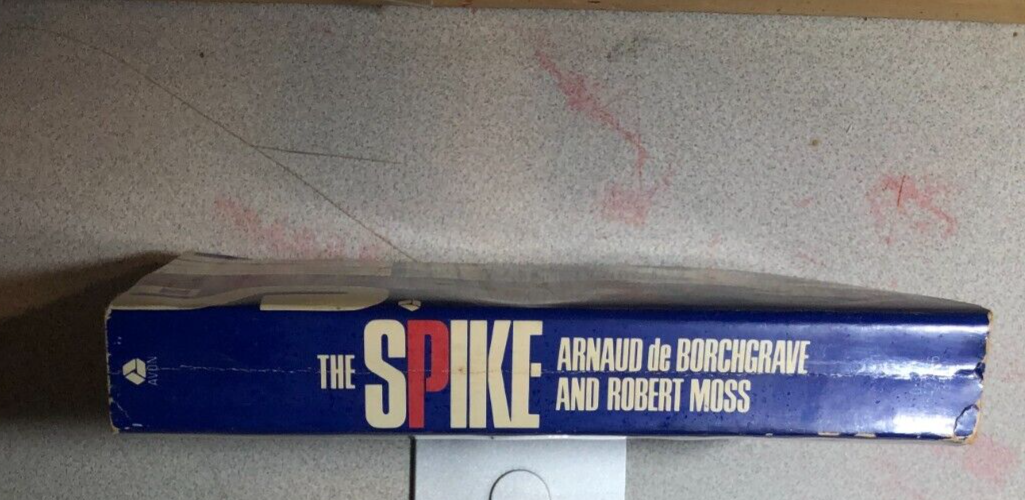 AVON
THE SPIKE
ARNAUD de BORCHGRAVE
AND ROBERT MOSS